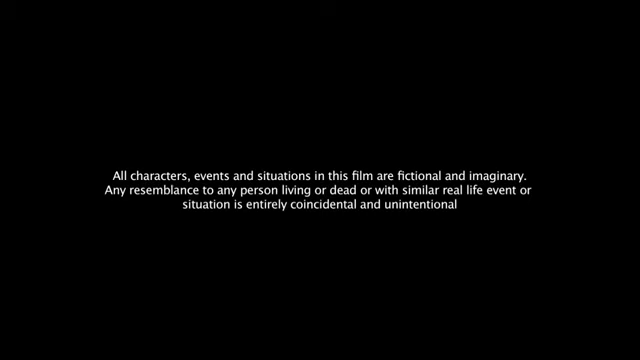 All characters, events and situations in this film are fictional and imaginary.
Any resemblance to any person living or dead or with similar real life event or
situation is entirely coincidental and unintentional